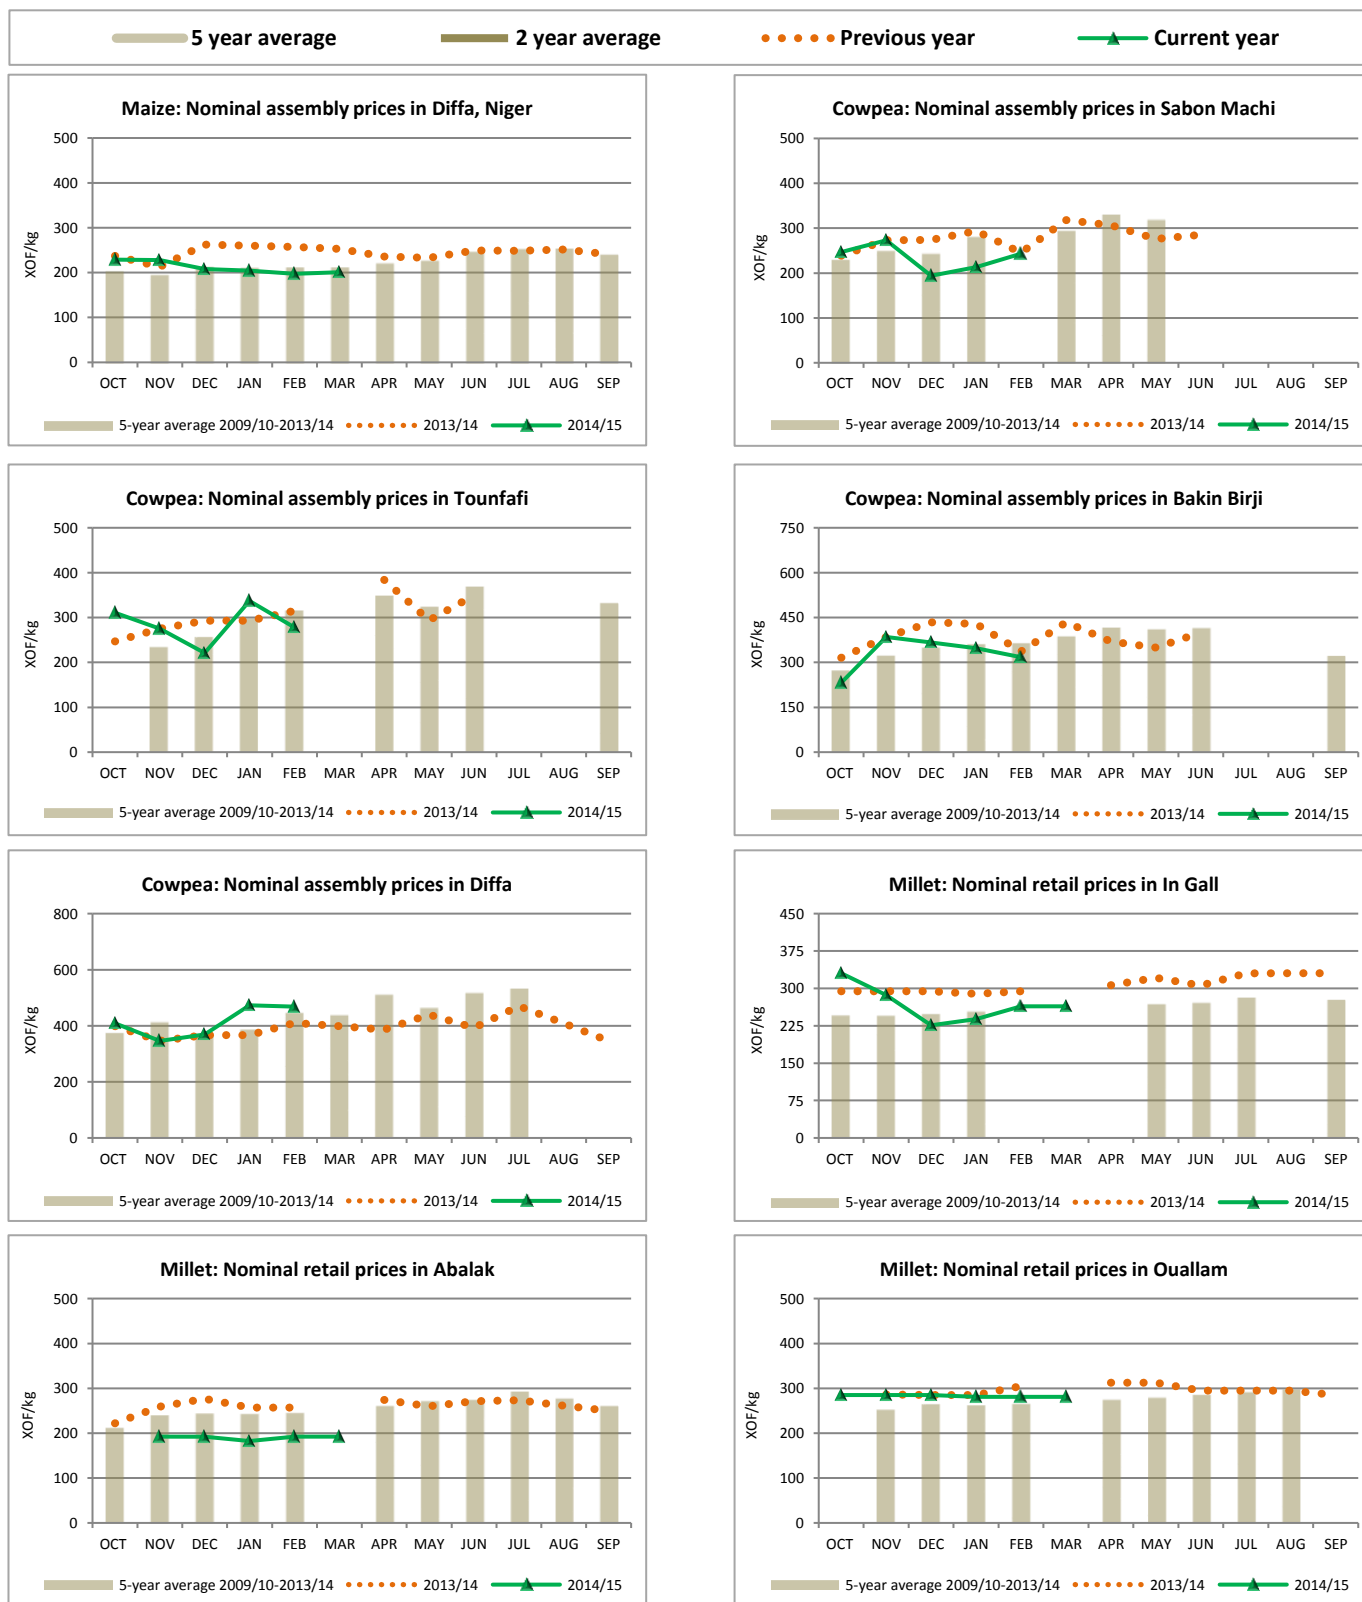 5 year average 2 year average Previous year Current year
Maize: Nominal assembly prices in Diffa, Niger
500
400
300
200
100
0
XOF/kg
OCT NOV DEC JAN FEB MAR APR MAY JUN JUL AUG SEP
5-year average 2009/10-2013/14 2013/14 2014/15
Cowpea: Nominal assembly prices in Sabon Machi
500
400
300
200
100
0
XOF/kg
OCT NOV DEC JAN FEB MAR APR MAY JUN JUL AUG SEP
5-year average 2009/10-2013/14 2013/14 2014/15
Cowpea: Nominal assembly prices in Tounfafi
500
400
300
200
100
0
XOF/kg
OCT NOV DEC JAN FEB MAR APR MAY JUN JUL AUG SEP
5-year average 2009/10-2013/14 2013/14 2014/15
Cowpea: Nominal assembly prices in Bakin Birji
750
600
450
300
150
0
XOF/kg
OCT NOV DEC JAN FEB MAR APR MAY JUN JUL AUG SEP
5-year average 2009/10-2013/14 2013/14 2014/15
Cowpea: Nominal assembly prices in Diffa
800
600
400
200
0
XOF/kg
OCT NOV DEC JAN FEB MAR APR MAY JUN JUL AUG SEP
5-year average 2009/10-2013/14 2013/14 2014/15
Millet: Nominal retail prices in In Gall
450
375
300
225
150
75
0
XOF/kg
OCT NOV DEC JAN FEB MAR APR MAY JUN JUL AUG SEP
5-year average 2009/10-2013/14 2013/14 2014/15
Millet: Nominal retail prices in Abalak
500
400
300
200
100
0
XOF/kg
OCT NOV DEC JAN FEB MAR APR MAY JUN JUL AUG SEP
5-year average 2009/10-2013/14 2013/14 2014/15
Millet: Nominal retail prices in Ouallam
500
400
300
200
100
0
XOF/kg
OCT NOV DEC JAN FEB MAR APR MAY JUN JUL AUG SEP
5-year average 2009/10-2013/14 2013/14 2014/15